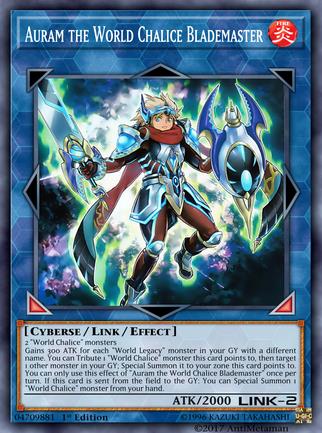 AURAM THE WORLD CHALICE BLADEMASTER
FIRE
炎
[CYBERSE / LINK / EFFECT]
2 "World Chalice" monsters
Gains 300 ATK for each "World Legacy" monster in your GY with a different
name. You can Tribute 1 "World Chalice" monster this card points to, then target
1 other monster in your GY; Special Summon it to your zone this card points to.
You can only use this effect of "Auram the World Chalice Blademaster" once per
turn. If this card is sent from the field to the GY: You can Special Summon 1
"World Chalice" monster from your hand.
ATK/2000 LINK-2
04709881 1st Edition ©1996 KAZUKI TAKAHASHI
©2017 AntiMetaman